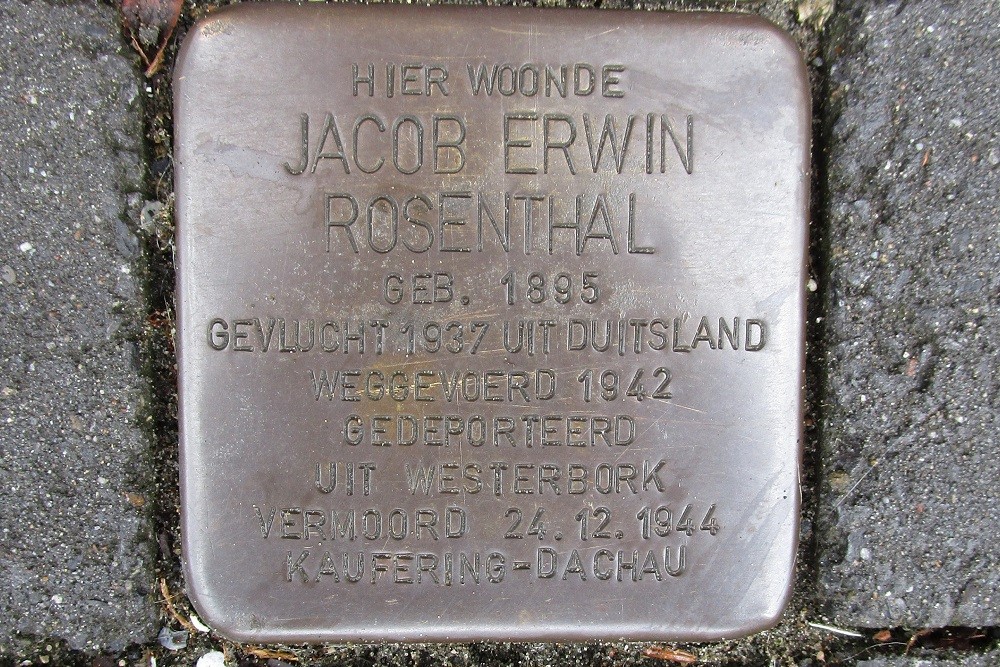 HIER WOONDE
JACOB ERWIN
ROSENTHAL
GEB. 1895
GEVLUCHT 1937 UIT DUITSLAND
WEGGEVOERD 1942
GEDEPORTEERD
UIT WESTERBORK
VERMOORD 24.12.1944
KAUFERING-DACHAU